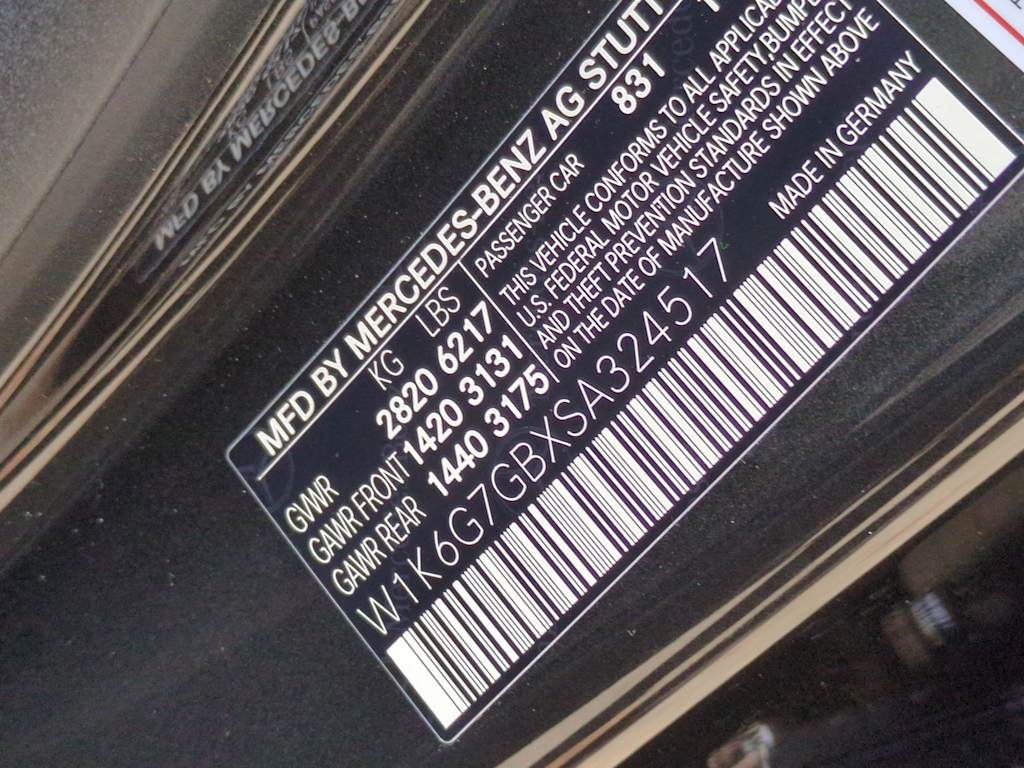 MFD BY MERCEDES-BENZ AG STUTT
KG LBS
GVWR 2820 6217
GAWR FRONT 1420 3131
GAWR REAR 1440 3175
PASSENGER CAR 831
THIS VEHICLE CONFORMS TO ALL APPLICAB
U.S. FEDERAL MOTOR VEHICLE SAFETY,BUMPE
AND THEFT PREVENTION STANDARDS IN EFFECT
ON THE DATE OF MANUFACTURE SHOWN ABOVE
MADE IN GERMANY
W1K6G7GBXSA324517